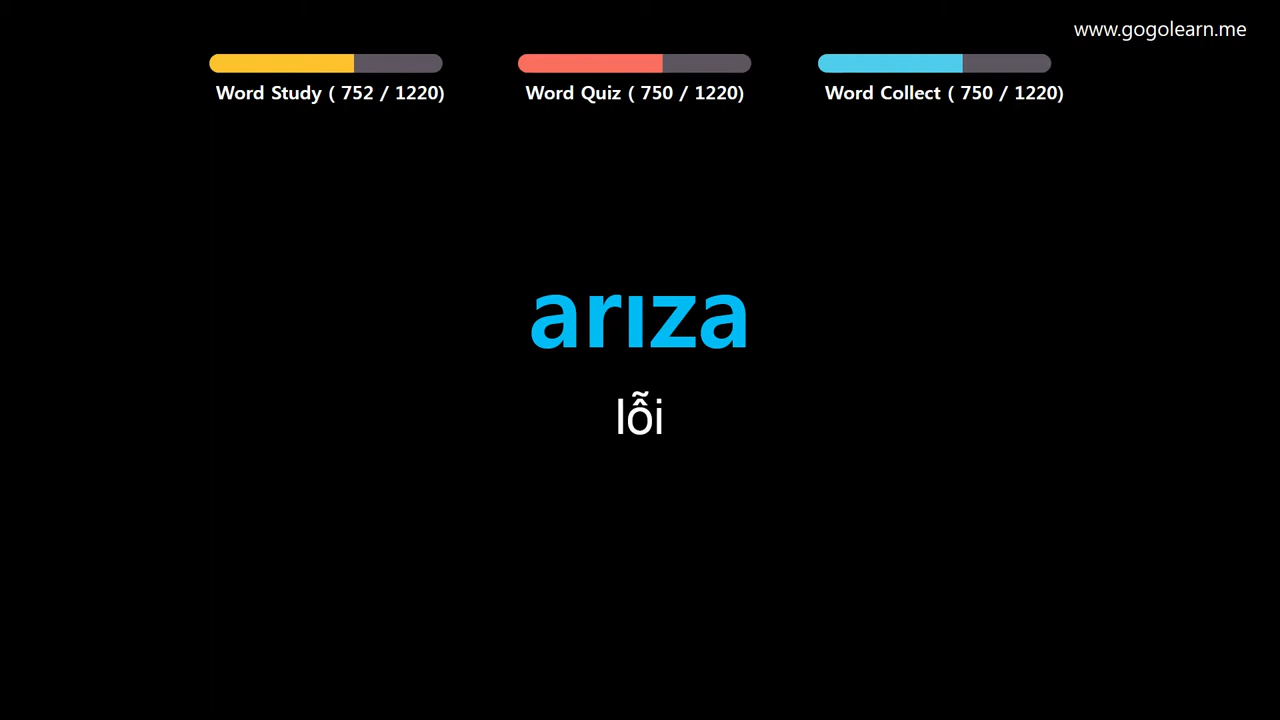 www.gogolearn.me
Word Study ( 752 / 1220)
Word Quiz ( 750 / 1220)
Word Collect ( 750 / 1220)
arıza
lỗi